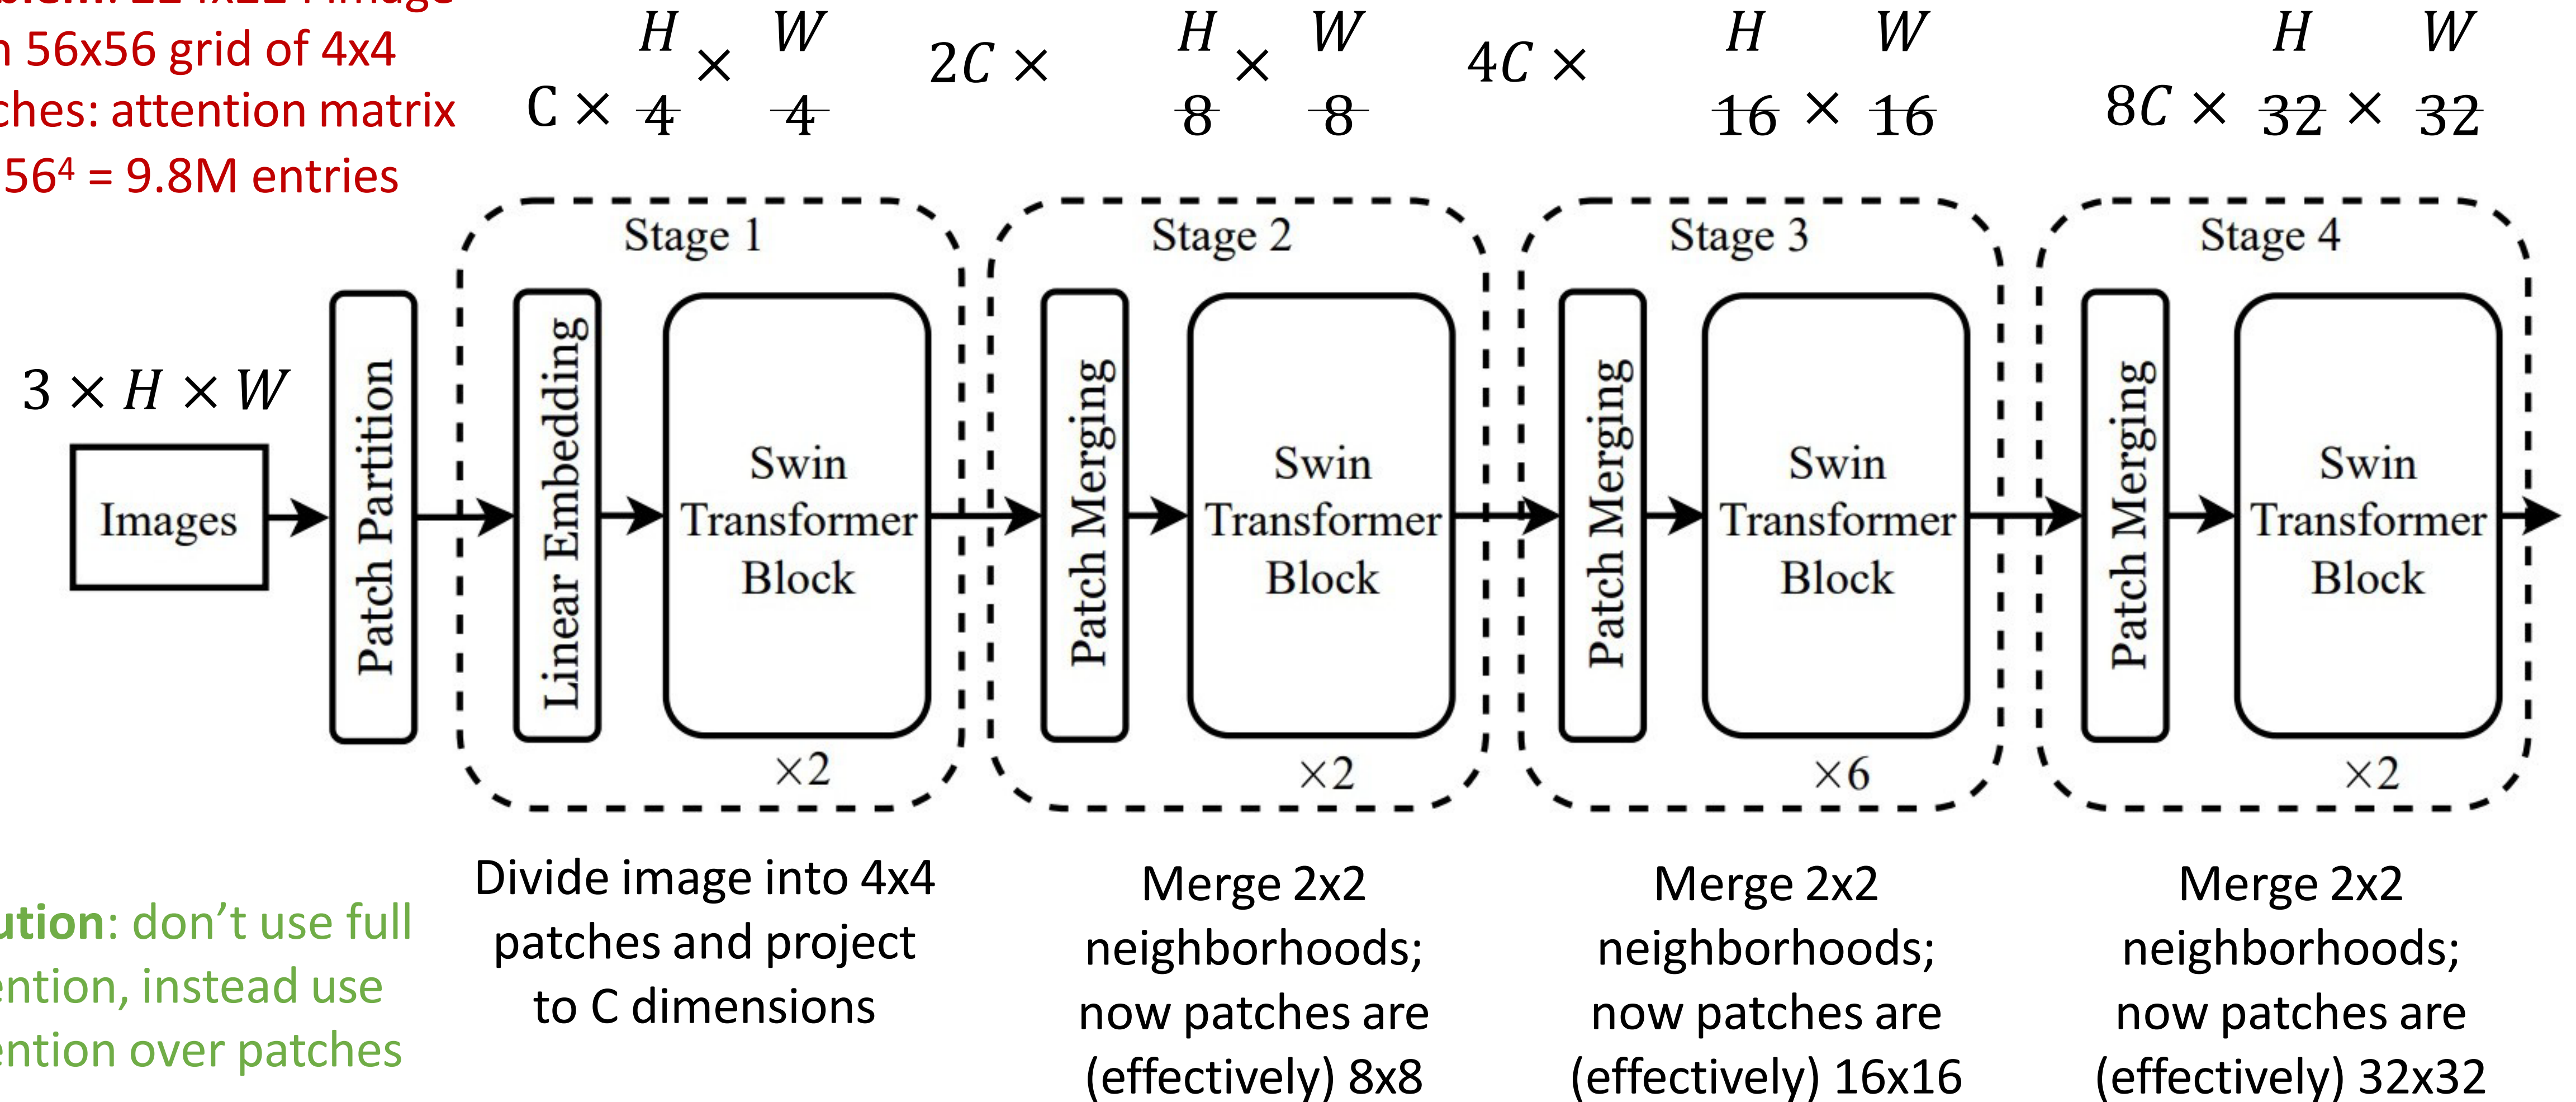 224x224 image
56x56 grid of 4x4
attention matrix
56⁴ = 9.8M entries
C × H/4 × W/4
2C × H/8 × W/8
4C × H/16 × W/16
8C × H/32 × W/32
3 × H × W
Images
Patch Partition
Stage 1
Linear Embedding
Swin
Transformer
Block
×2
Stage 2
Patch Merging
Swin
Transformer
Block
×2
Stage 3
Patch Merging
Swin
Transformer
Block
×6
Stage 4
Patch Merging
Swin
Transformer
Block
×2
: don’t use full
, instead use
over patches
Divide image into 4x4
patches and project
to C dimensions
Merge 2x2
neighborhoods;
now patches are
(effectively) 8x8
Merge 2x2
neighborhoods;
now patches are
(effectively) 16x16
Merge 2x2
neighborhoods;
now patches are
(effectively) 32x32